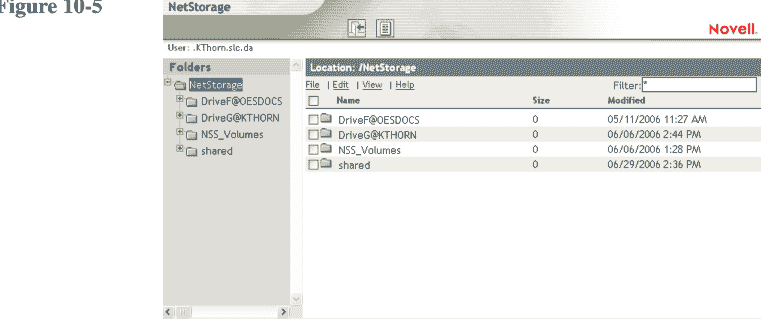 Figure 10-5
NetStorage
Novell.
User: .KThorn.slc.da
Folders
NetStorage
DriveF@OESDOCS
DriveG@KTHORN
NSS_Volumes
shared
Location: /NetStorage
File | Edit | View | Help Filter: *
Name Size Modified
DriveF@OESDOCS 0 05/11/2006 11:27 AM
DriveG@KTHORN 0 06/06/2006 2:44 PM
NSS_Volumes 0 06/06/2006 1:28 PM
shared 0 06/29/2006 2:36 PM